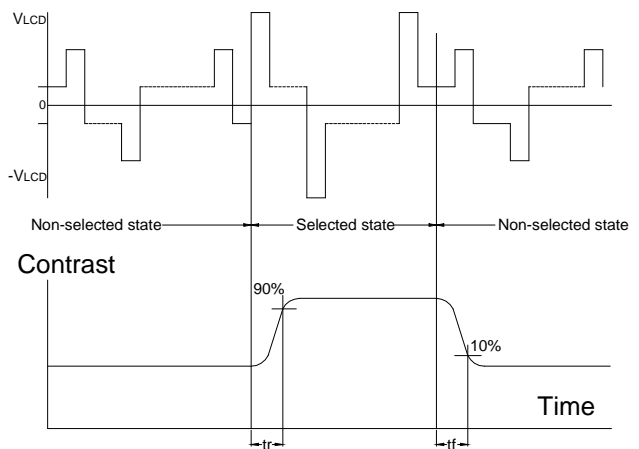 VLCD
0
-VLCD
Non-selected state
Selected state
Non-selected state
Contrast
90%
10%
Time
tr
tf